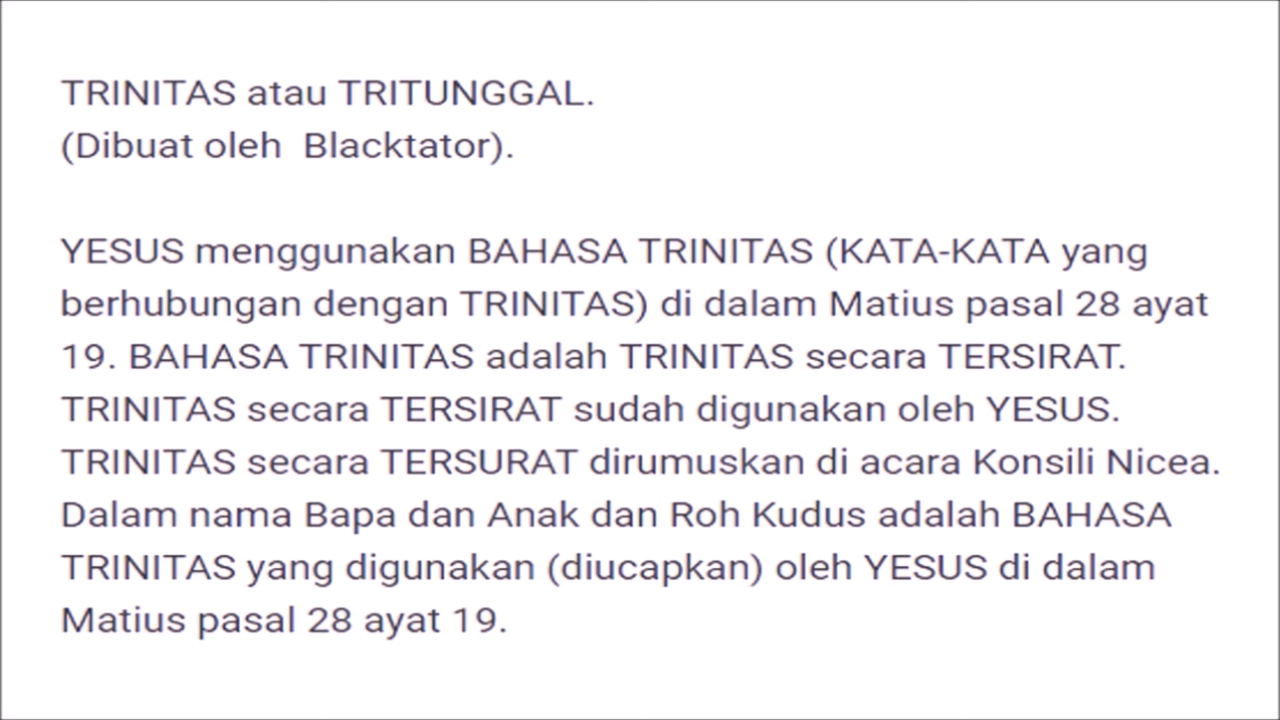 TRINITAS atau TRITUNGGAL.
(Dibuat oleh  Blacktator).
YESUS menggunakan BAHASA TRINITAS (KATA-KATA yang
berhubungan dengan TRINITAS) di dalam Matius pasal 28 ayat
19. BAHASA TRINITAS adalah TRINITAS secara TERSIRAT.
TRINITAS secara TERSIRAT sudah digunakan oleh YESUS.
TRINITAS secara TERSURAT dirumuskan di acara Konsili Nicea.
Dalam nama Bapa dan Anak dan Roh Kudus adalah BAHASA
TRINITAS yang digunakan (diucapkan) oleh YESUS di dalam
Matius pasal 28 ayat 19.